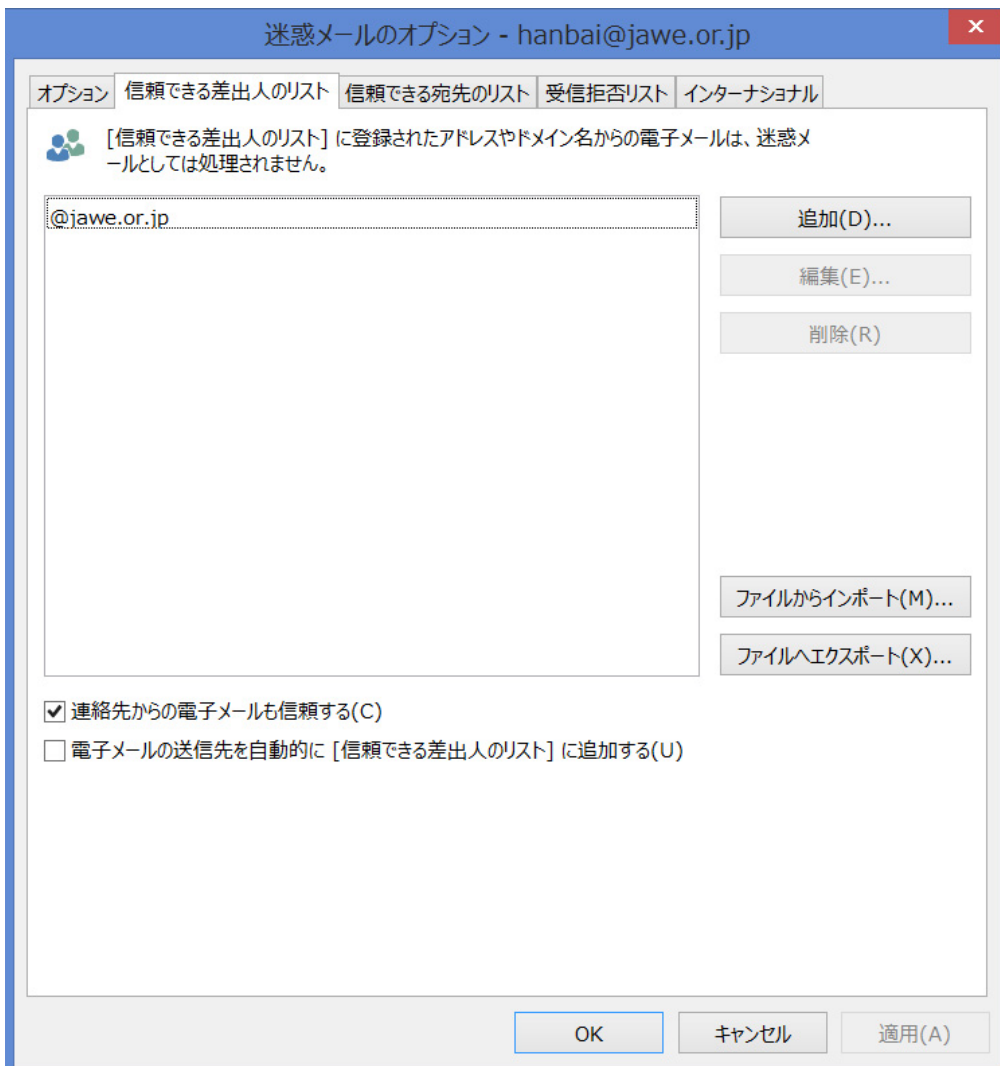 迷惑メールのオプション - hanbai@jawe.or.jp
x
オプション 信頼できる差出人のリスト 信頼できる宛先のリスト 受信拒否リスト インターナショナル
[信頼できる差出人のリスト] に登録されたアドレスやドメイン名からの電子メールは、迷惑メ
ールとしては処理されません。
@jawe.or.jp
追加(D)...
編集(E)...
削除(R)
ファイルからインポート(M)...
ファイルへエクスポート(X)...
連絡先からの電子メールも信頼する(C)
電子メールの送信先を自動的に [信頼できる差出人のリスト] に追加する(U)
OK キャンセル 適用(A)